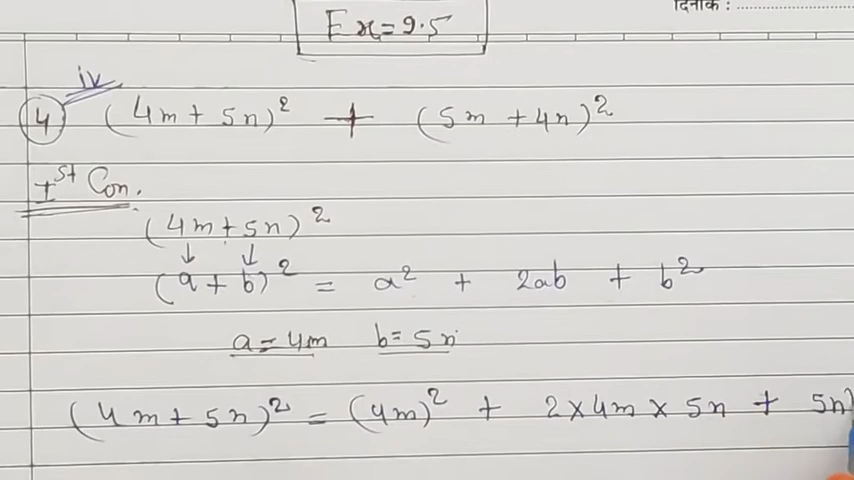 दिनांक :
Ex = 9.5
iv
4 (4m + 5n)² + (5m + 4n)²
Ist Con.
(4m + 5n)²
↓ ↓
(a + b)² = a² + 2ab + b²
a = 4m b = 5n
(4m + 5n)² = (4m)² + 2 × 4m × 5n + 5n)